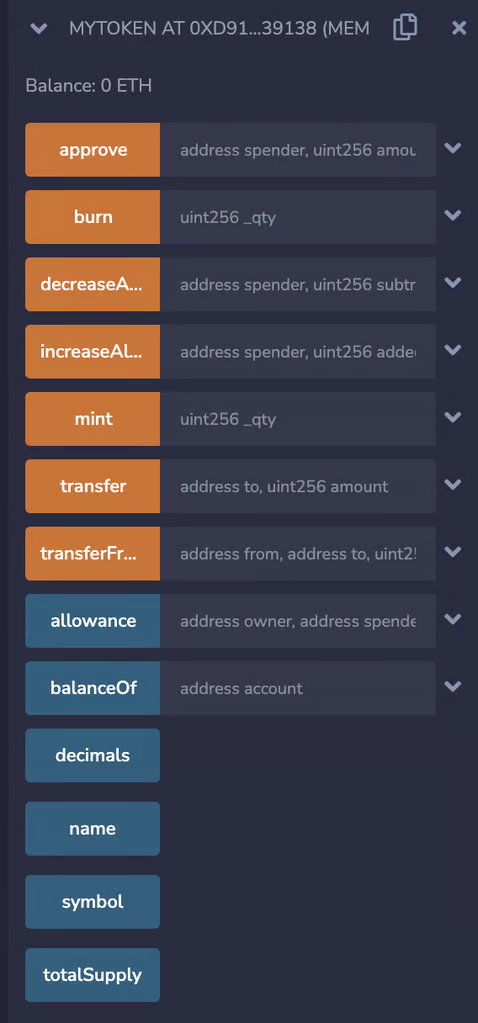 MYTOKEN AT 0XD91...39138 (MEM
Balance: 0 ETH
approve address spender, uint256 amou
burn uint256 _qty
decreaseA... address spender, uint256 subtr
increaseAl... address spender, uint256 adde
mint uint256 _qty
transfer address to, uint256 amount
transferFr... address from, address to, uint2
allowance address owner, address spende
balanceOf address account
decimals
name
symbol
totalSupply